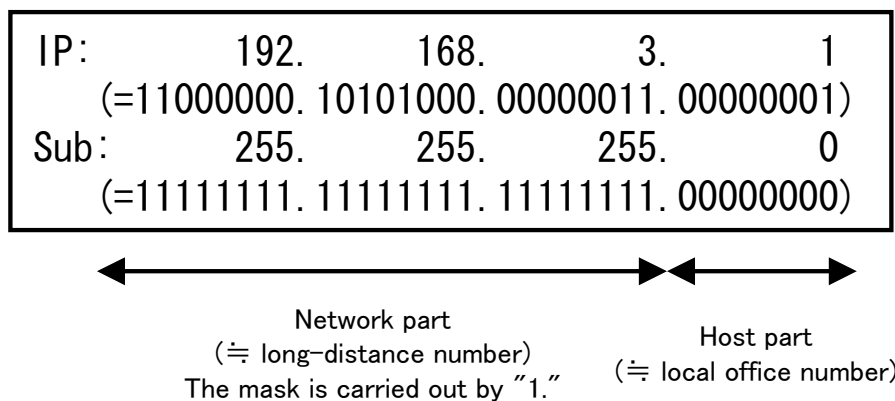 IP: 192. 168. 3. 1
(=11000000. 10101000. 00000011. 00000001)
Sub: 255. 255. 255. 0
(=11111111. 11111111. 11111111. 00000000)
Network part
(≒ long-distance number)
The mask is carried out by "1."
Host part
(≒ local office number)